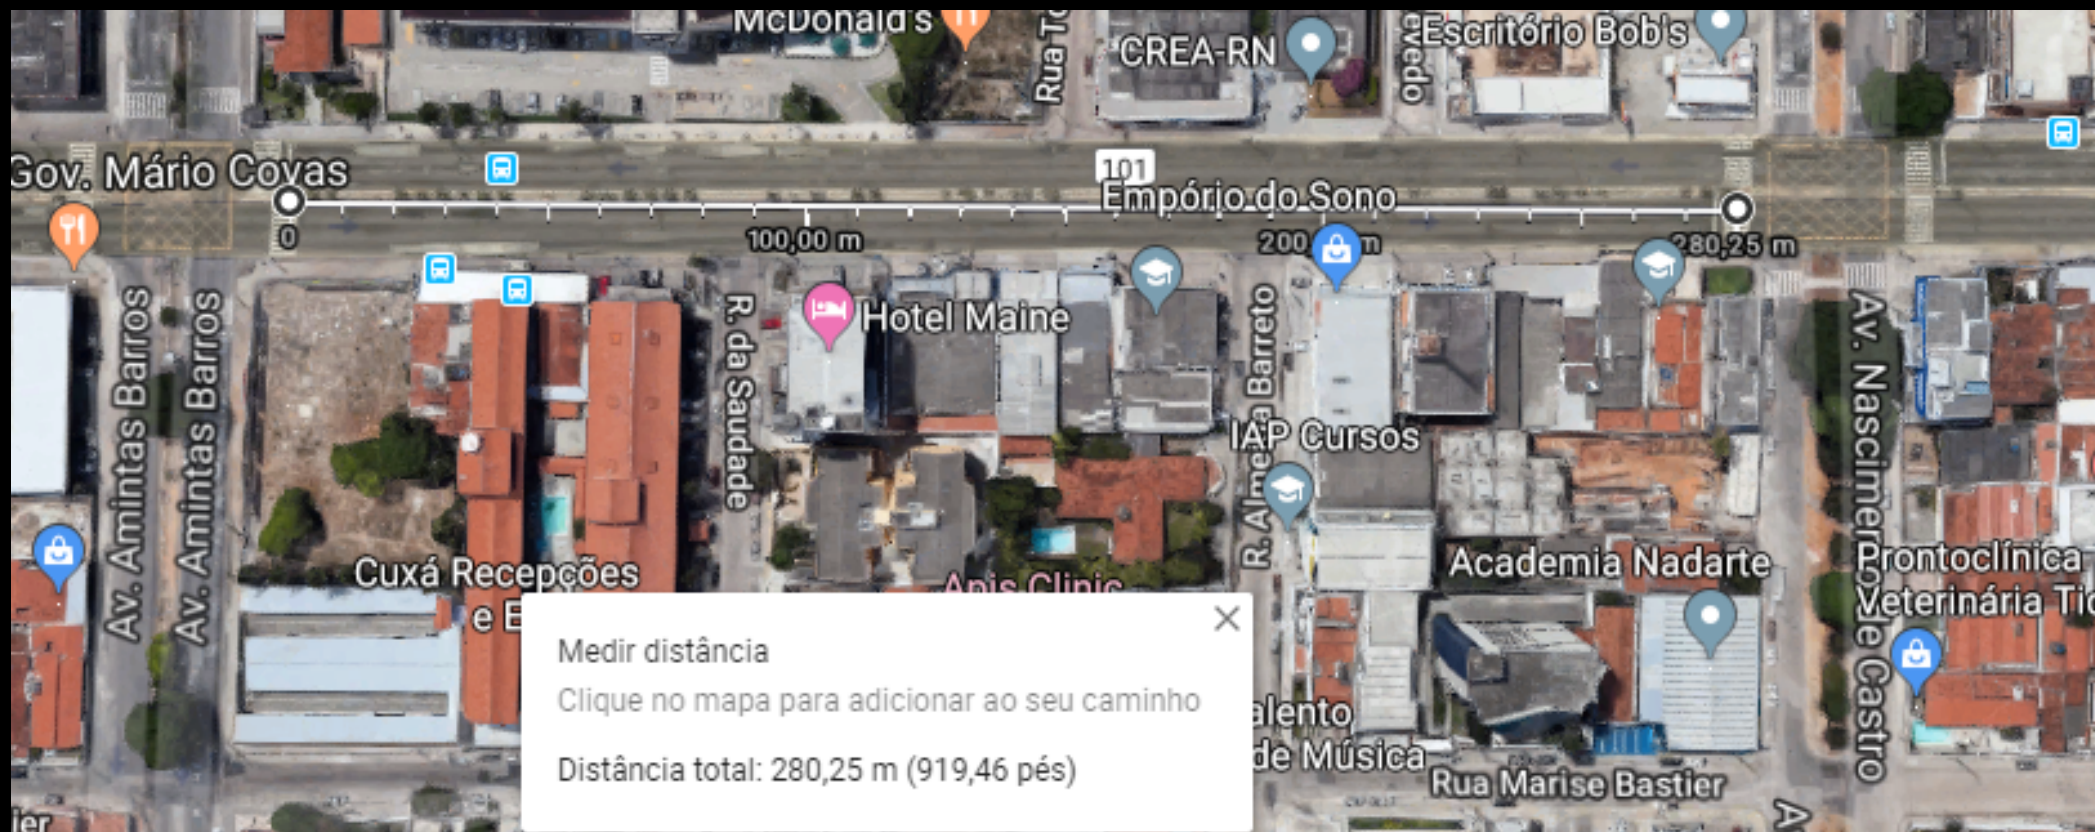 McDonald's
CREA-RN
Escritório Bob's
Gov. Mário Covas
101
Empório do Sono
0
100,00 m
200
m
280,25 m
Av. Amintas Barros
Av. Amintas Barros
R. da Saudade
Hotel Maine
R. Almeida Barreto
Av. Nascimento de Castro
IAP Cursos
Cuxá Recepções
Apis Clinic
Academia Nadarte
Prontoclínica
Veterinária
Medir distância
Clique no mapa para adicionar ao seu caminho
Distância total: 280,25 m (919,46 pés)
de Música
Rua Marise Bastier